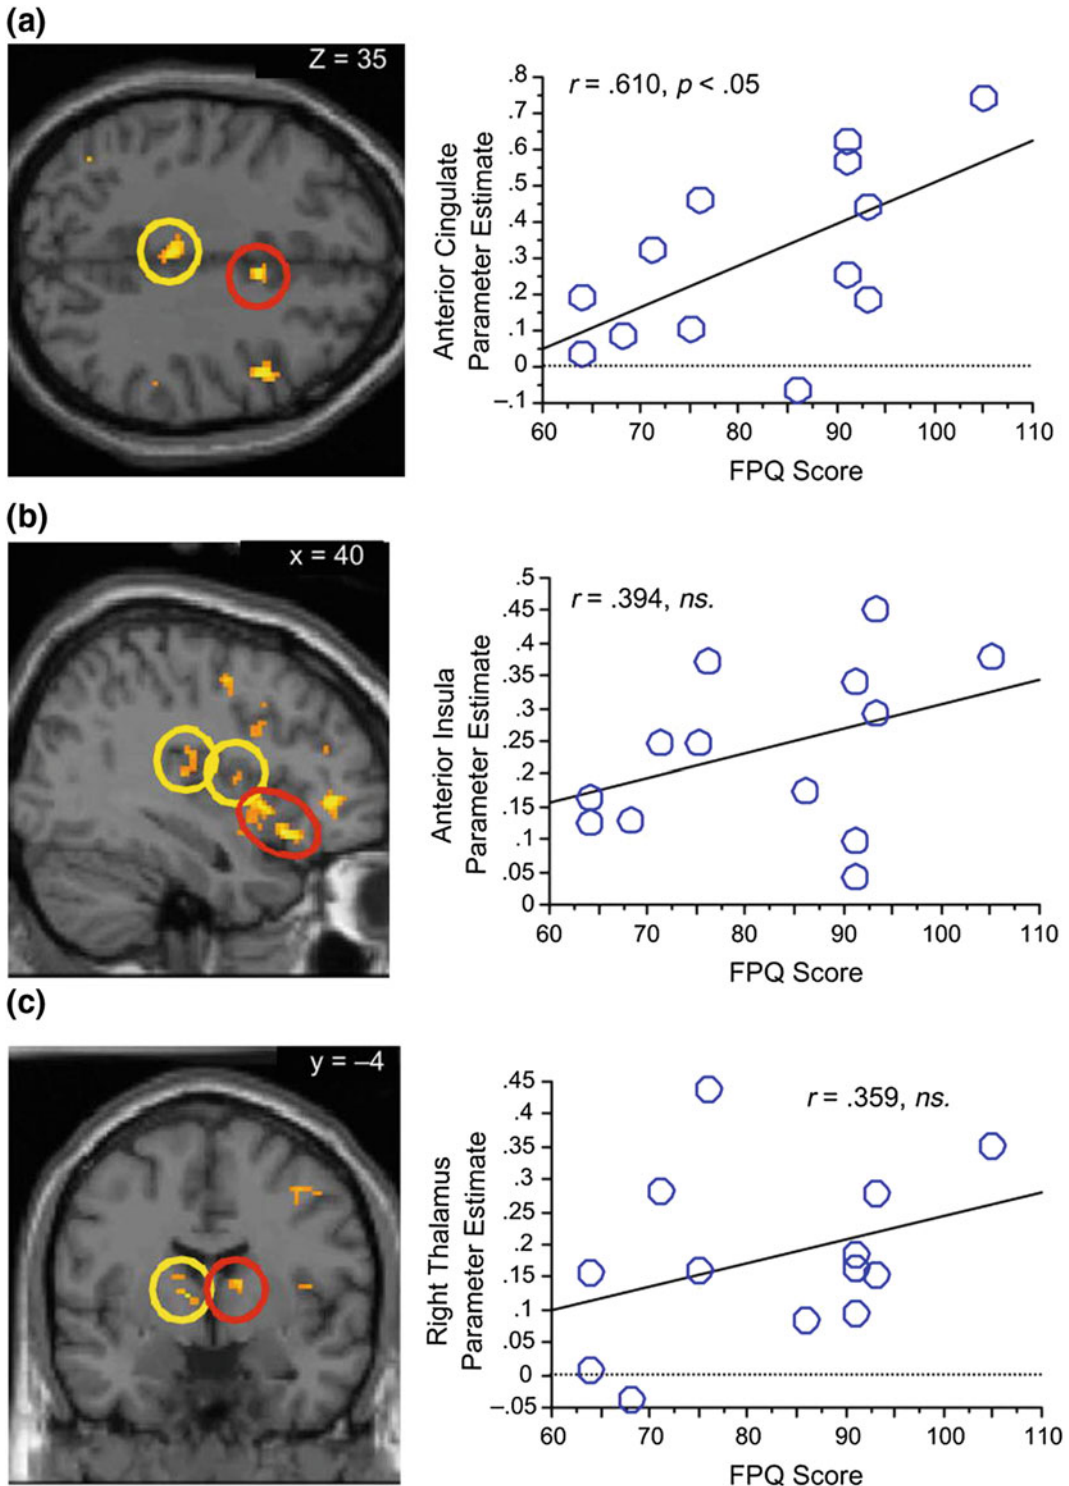 (a)
Z = 35
r = .610, p < .05
Anterior Cingulate
Parameter Estimate
.8
.7
.6
.5
.4
.3
.2
.1
0
–.1
60 70 80 90 100 110
FPQ Score
(b)
x = 40
r = .394, ns.
Anterior Insula
Parameter Estimate
.5
.45
.4
.35
.3
.25
.2
.15
.1
.05
0
60 70 80 90 100 110
FPQ Score
(c)
y = –4
r = .359, ns.
Right Thalamus
Parameter Estimate
.45
.4
.35
.3
.25
.2
.15
.1
.05
0
–.05
60 70 80 90 100 110
FPQ Score